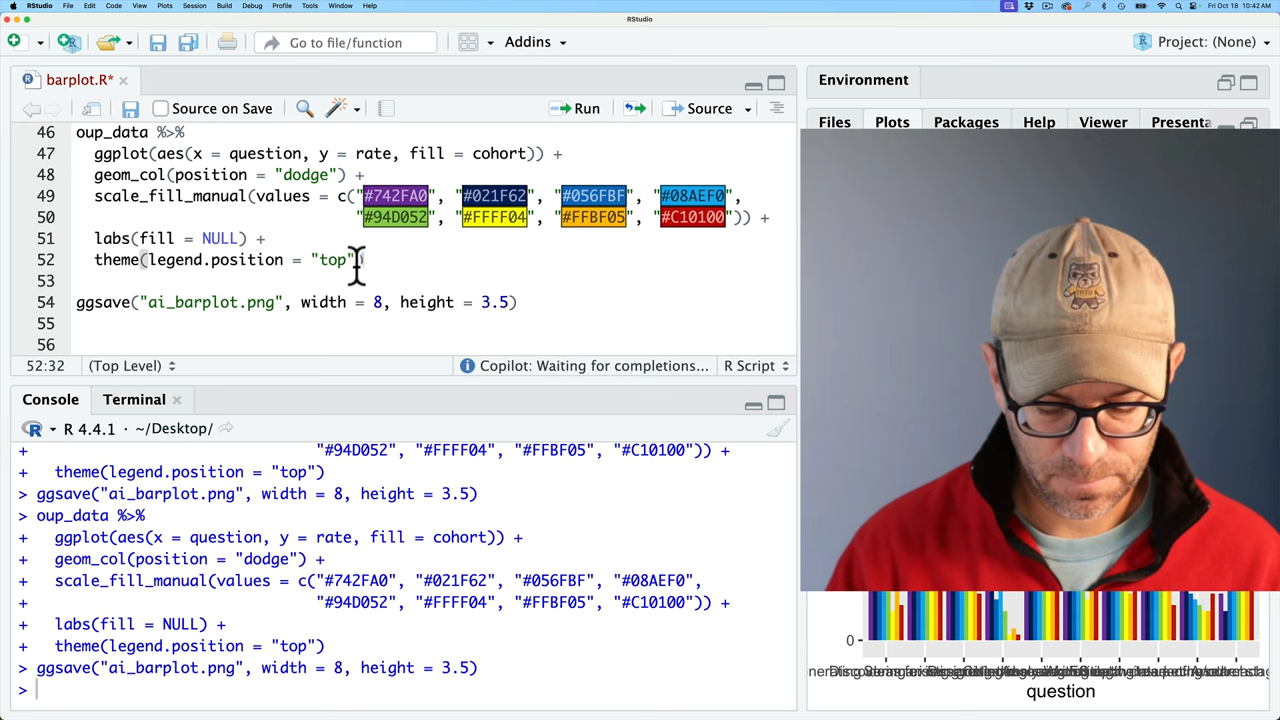 RStudio File Edit Code View Plots Session Build Debug Profile Tools Window Help Fri Oct 18 10:42 AM
RStudio
Go to file/function Addins Project: (None)
barplot.R* Environment
Source on Save Run Source Files Plots Packages Help Viewer Presenta
46 oup_data %>%
47 ggplot(aes(x = question, y = rate, fill = cohort)) +
48 geom_col(position = "dodge") +
49 scale_fill_manual(values = c("#742FA0", "#021F62", "#056FBF", "#08AEF0",
50 "#94D052", "#FFFF04", "#FFBF05", "#C10100")) +
51 labs(fill = NULL) +
52 theme(legend.position = "top")
53
54 ggsave("ai_barplot.png", width = 8, height = 3.5)
55
56
52:32 (Top Level) Copilot: Waiting for completions... R Script
Console Terminal
R 4.4.1 · ~/Desktop/
+ "#94D052", "#FFFF04", "#FFBF05", "#C10100")) +
+ theme(legend.position = "top")
> ggsave("ai_barplot.png", width = 8, height = 3.5)
> oup_data %>%
+ ggplot(aes(x = question, y = rate, fill = cohort)) +
+ geom_col(position = "dodge") +
+ scale_fill_manual(values = c("#742FA0", "#021F62", "#056FBF", "#08AEF0",
+ "#94D052", "#FFFF04", "#FFBF05", "#C10100")) +
+ labs(fill = NULL) +
+ theme(legend.position = "top")
> ggsave("ai_barplot.png", width = 8, height = 3.5)
>
0
question